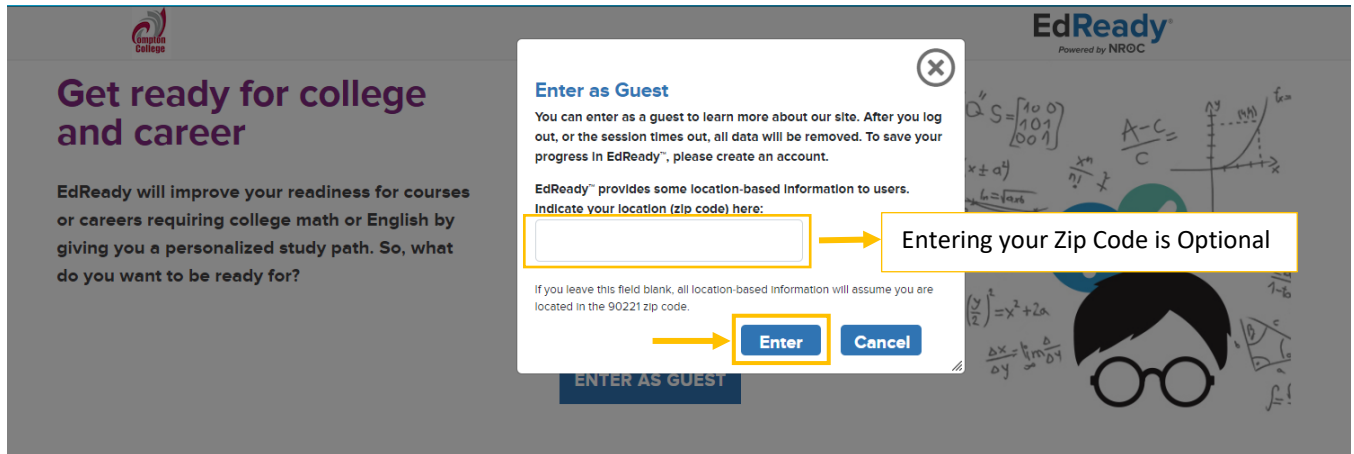 Compton
College
EdReady
Powered by NROC
Get ready for college
and career
EdReady will improve your readiness for courses
or careers requiring college math or English by
giving you a personalized study path. So, what
do you want to be ready for?
Enter as Guest
You can enter as a guest to learn more about our site. After you log
out, or the session times out, all data will be removed. To save your
progress in EdReady™, please create an account.
EdReady™ provides some location-based information to users.
Indicate your location (zip code) here:
Entering your Zip Code is Optional
If you leave this field blank, all location-based information will assume you are
located in the 90221 zip code.
Enter
Cancel
ENTER AS GUEST